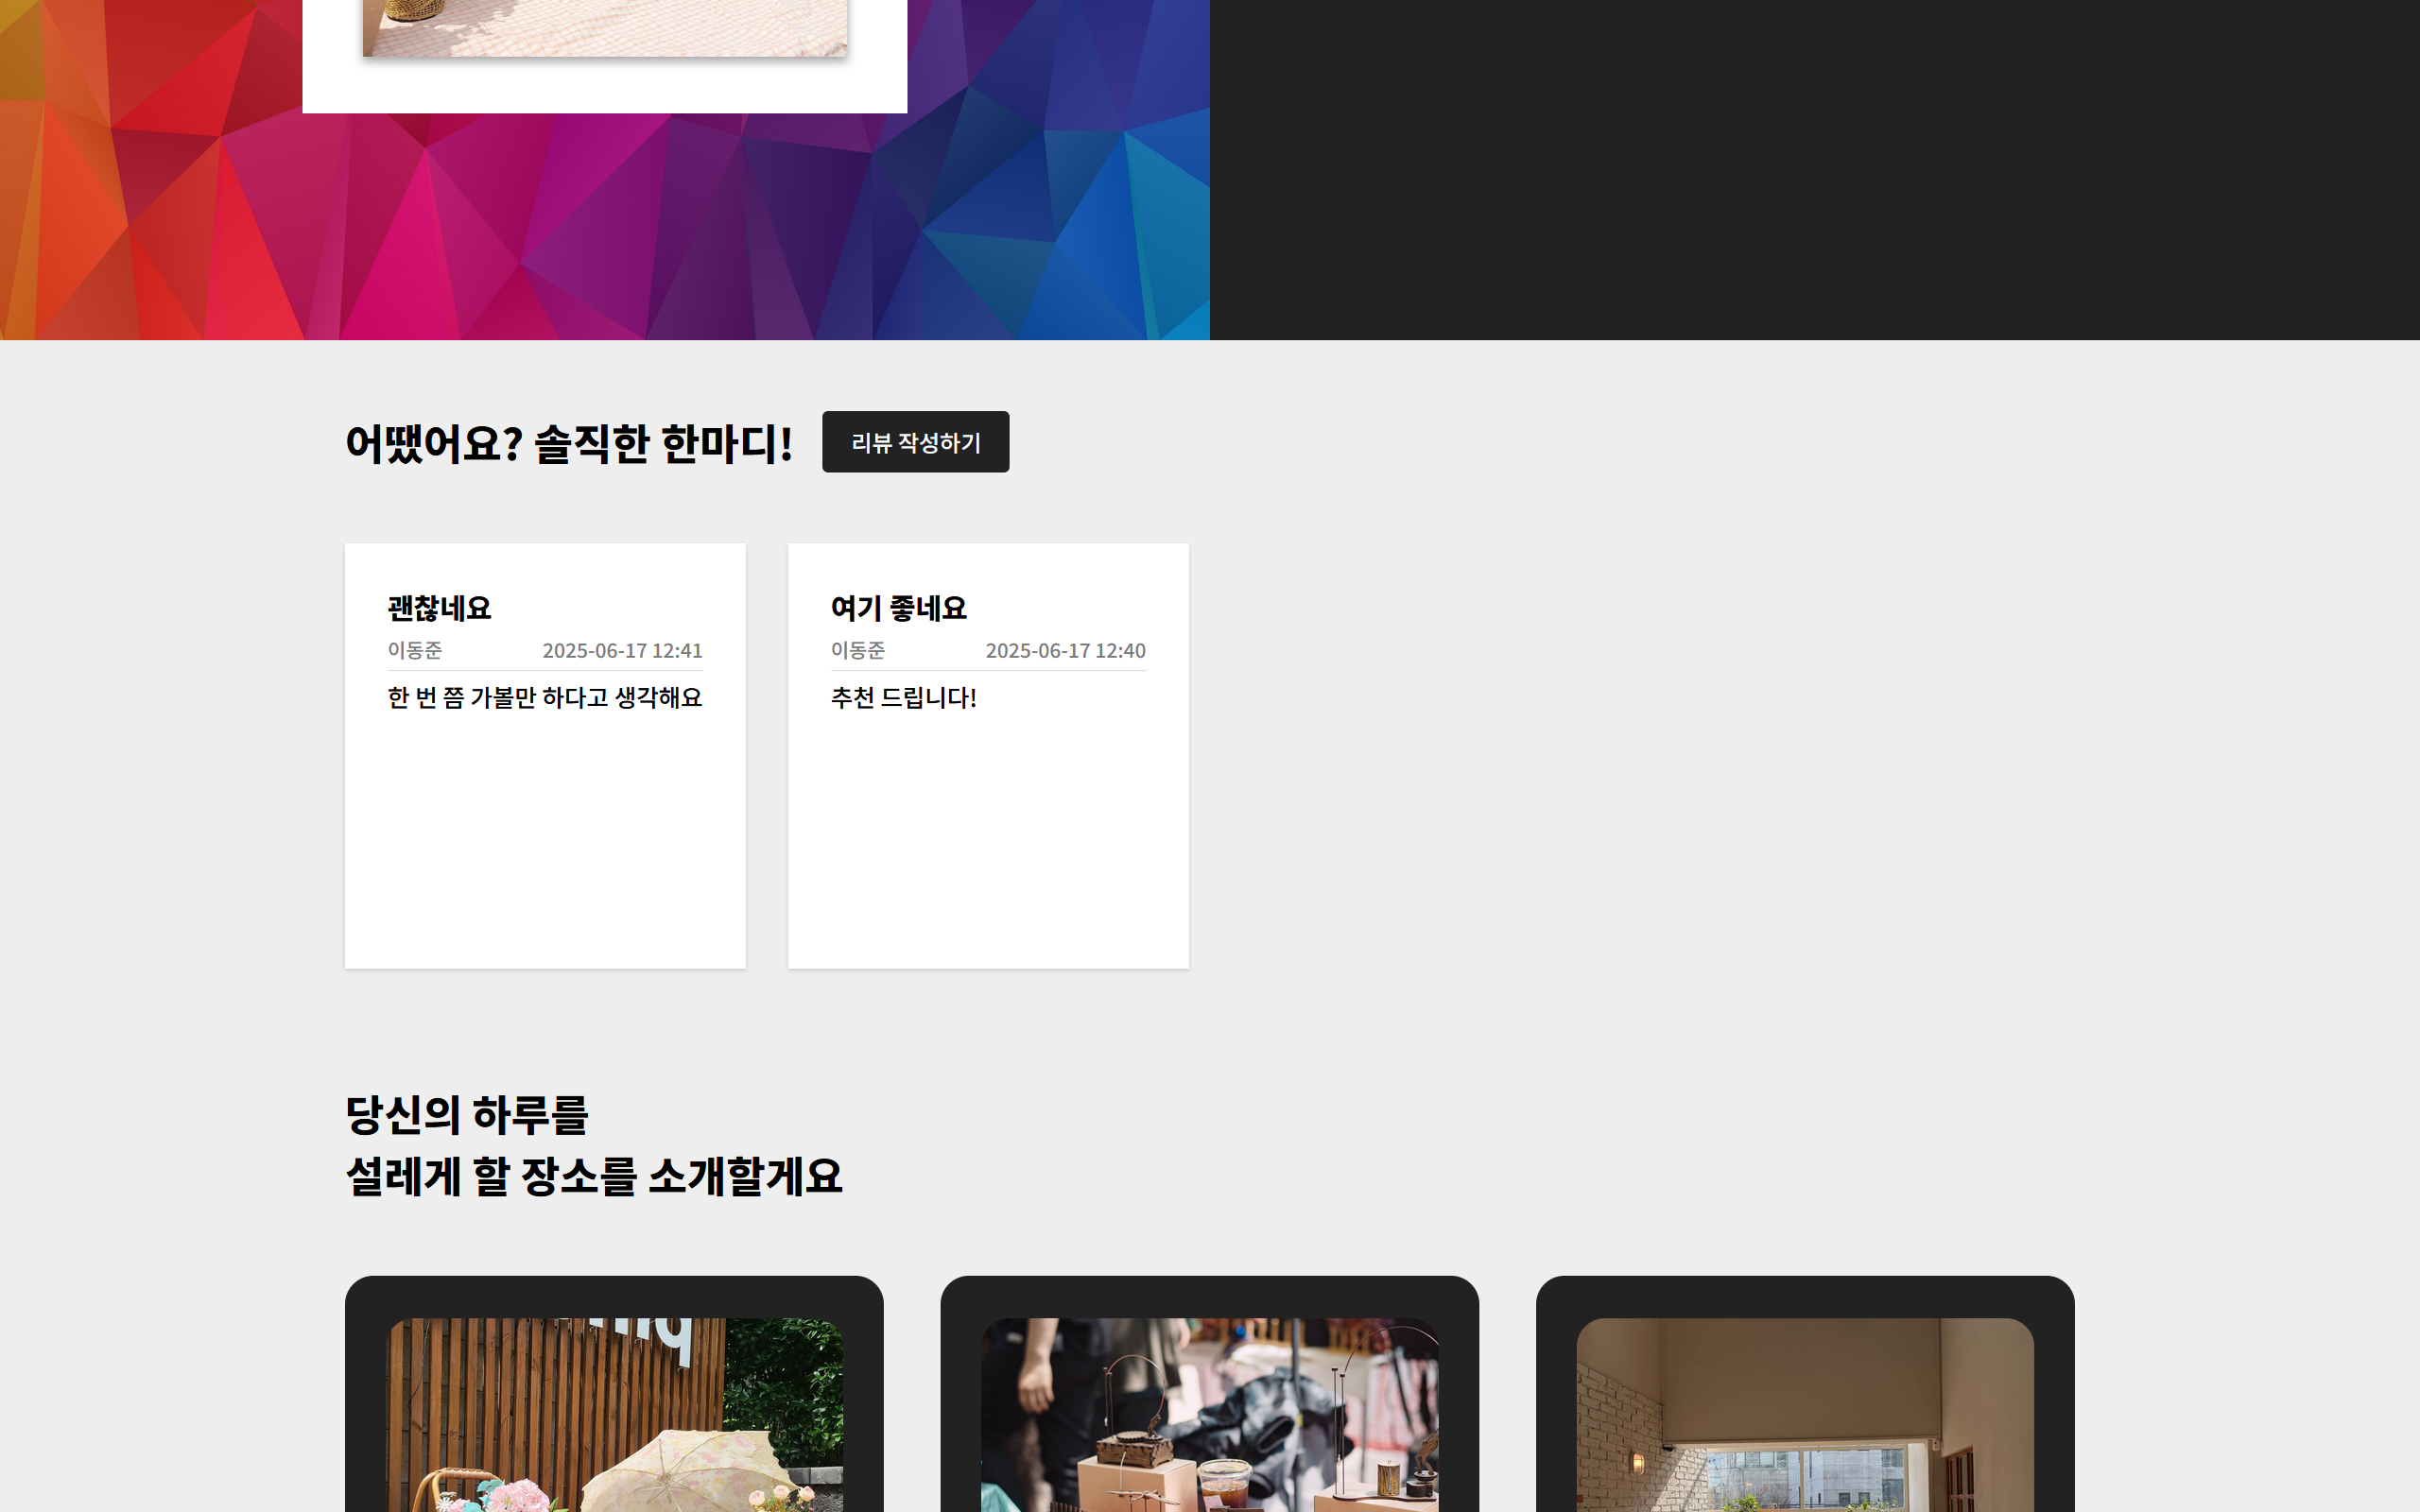 어땠어요? 솔직한 한마디!
리뷰 작성하기
괜찮네요
이동준 2025-06-17 12:41
한 번 쯤 가볼만 하다고 생각해요
여기 좋네요
이동준 2025-06-17 12:40
추천 드립니다!
당신의 하루를
설레게 할 장소를 소개할게요